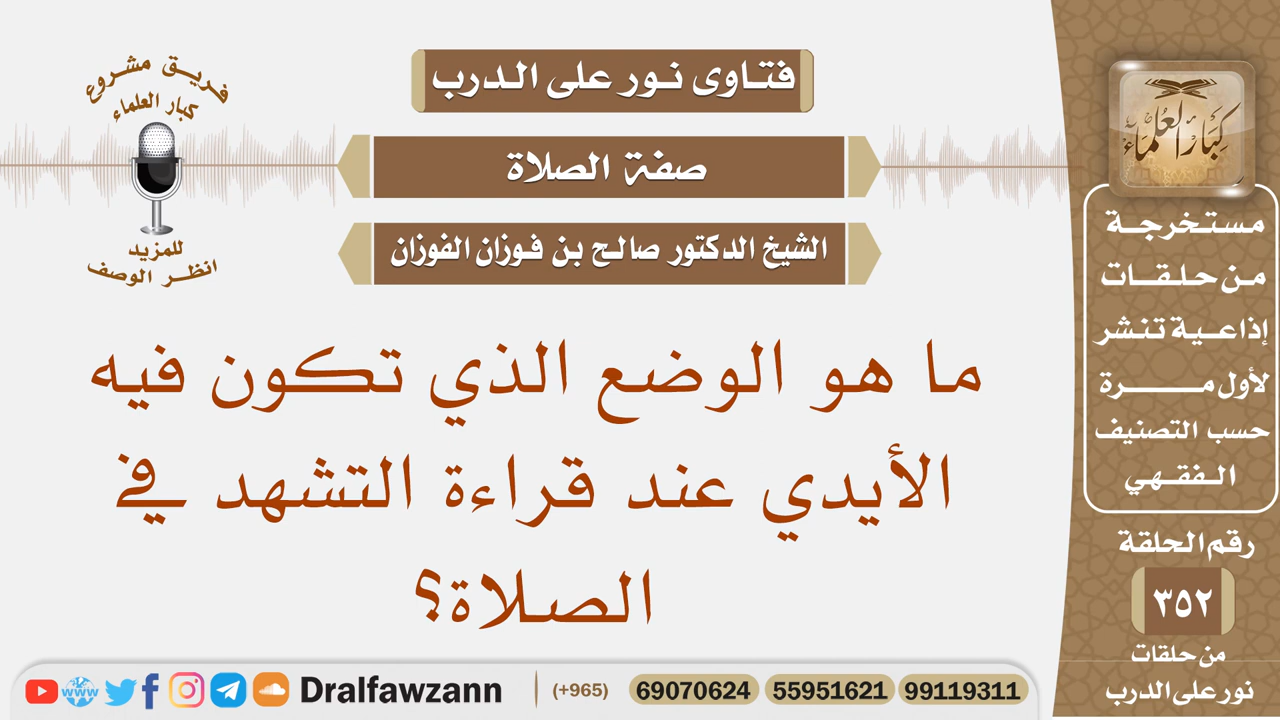 فتاوى نور على الدرب
صفة الصلاة
الشيخ الدكتور صالح بن فوزان الفوزان
فريق مشروع
كبار العلماء
للمزيد
انظر الوصف
ما هو الوضع الذي تكون فيه
الأيدي عند قراءة التشهد في
الصلاة؟
كبار العلماء
مستخرجة
من حلقات
إذاعية تنشر
لأول مرة
حسب التصنيف
الفقهي
رقم الحلقة
٣٥٢
من حلقات
نور على الدرب
www Dralfawzann (+965) 69070624 55951621 99119311